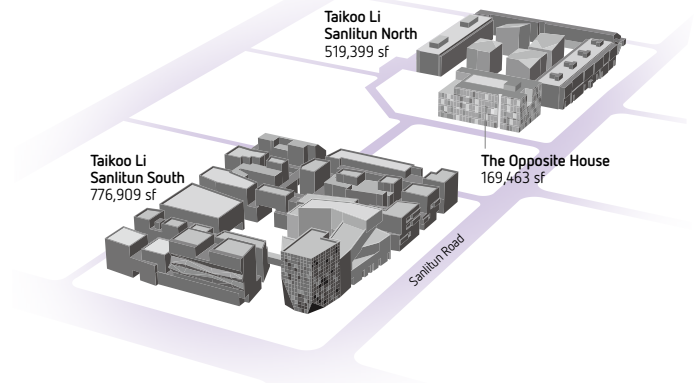 Taikoo Li
Sanlitun North
519,399 sf
Taikoo Li
Sanlitun South
776,909 sf
The Opposite House
169,463 sf
Sanlitun Road